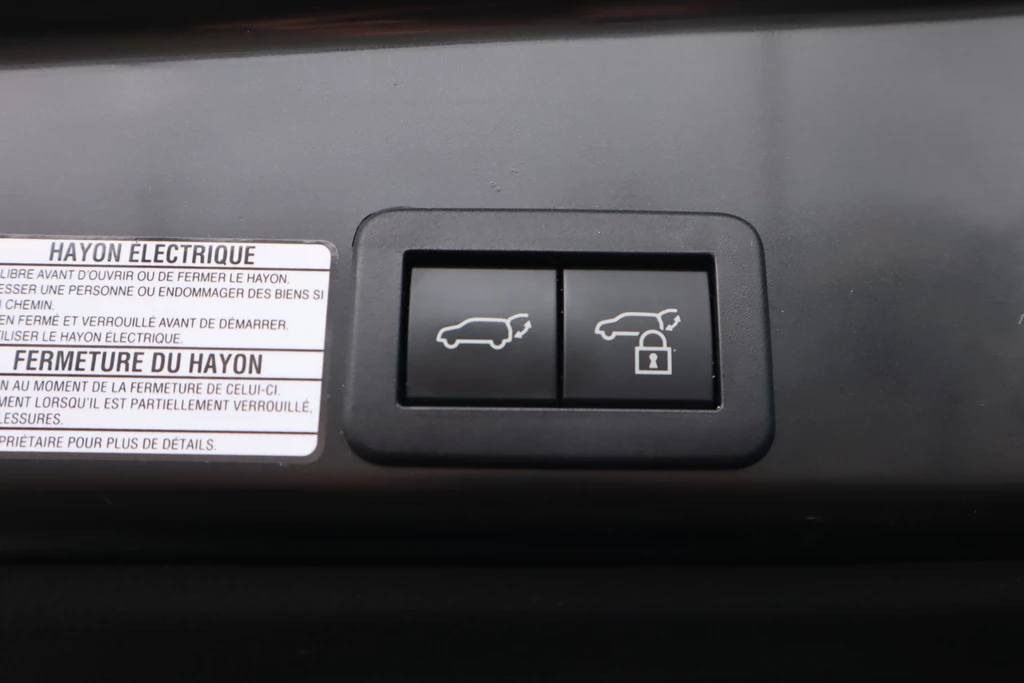 HAYON ÉLECTRIQUE
LIBRE AVANT D'OUVRIR OU DE FERMER LE HAYON.
ESSER UNE PERSONNE OU ENDOMMAGER DES BIENS SI
CHEMIN.
EN FERMÉ ET VERROUILLÉ AVANT DE DÉMARRER.
TILISER LE HAYON ÉLECTRIQUE.
FERMETURE DU HAYON
N AU MOMENT DE LA FERMETURE DE CELUI-CI.
MENT LORSQU'IL EST PARTIELLEMENT VERROUILLÉ,
LESSURES.
PRIÉTAIRE POUR PLUS DE DÉTAILS.